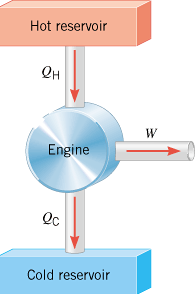 Hot reservoir
QH
W
Engine
QC
Cold reservoir